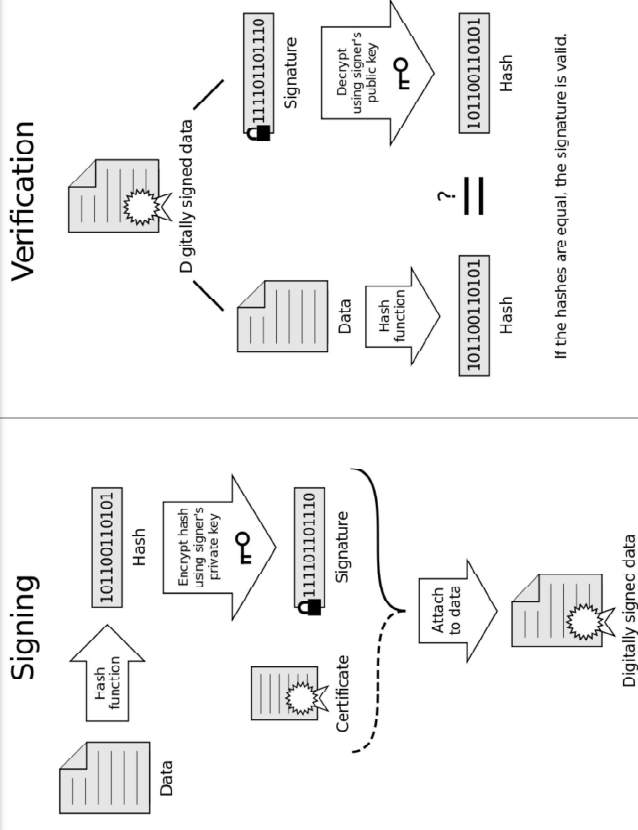 Signing
Data
Hash
function
101100110101
Hash
Encrypt hash
using signer's
private key
111101101110
Signature
Certificate
Attach
to data
Digitally signed data
Verification
Digitally signed data
Data
Hash
function
101100110101
Hash
111101101110
Signature
Decrypt
using signer's
public key
101100110101
Hash
?
=
If the hashes are equal, the signature is valid.